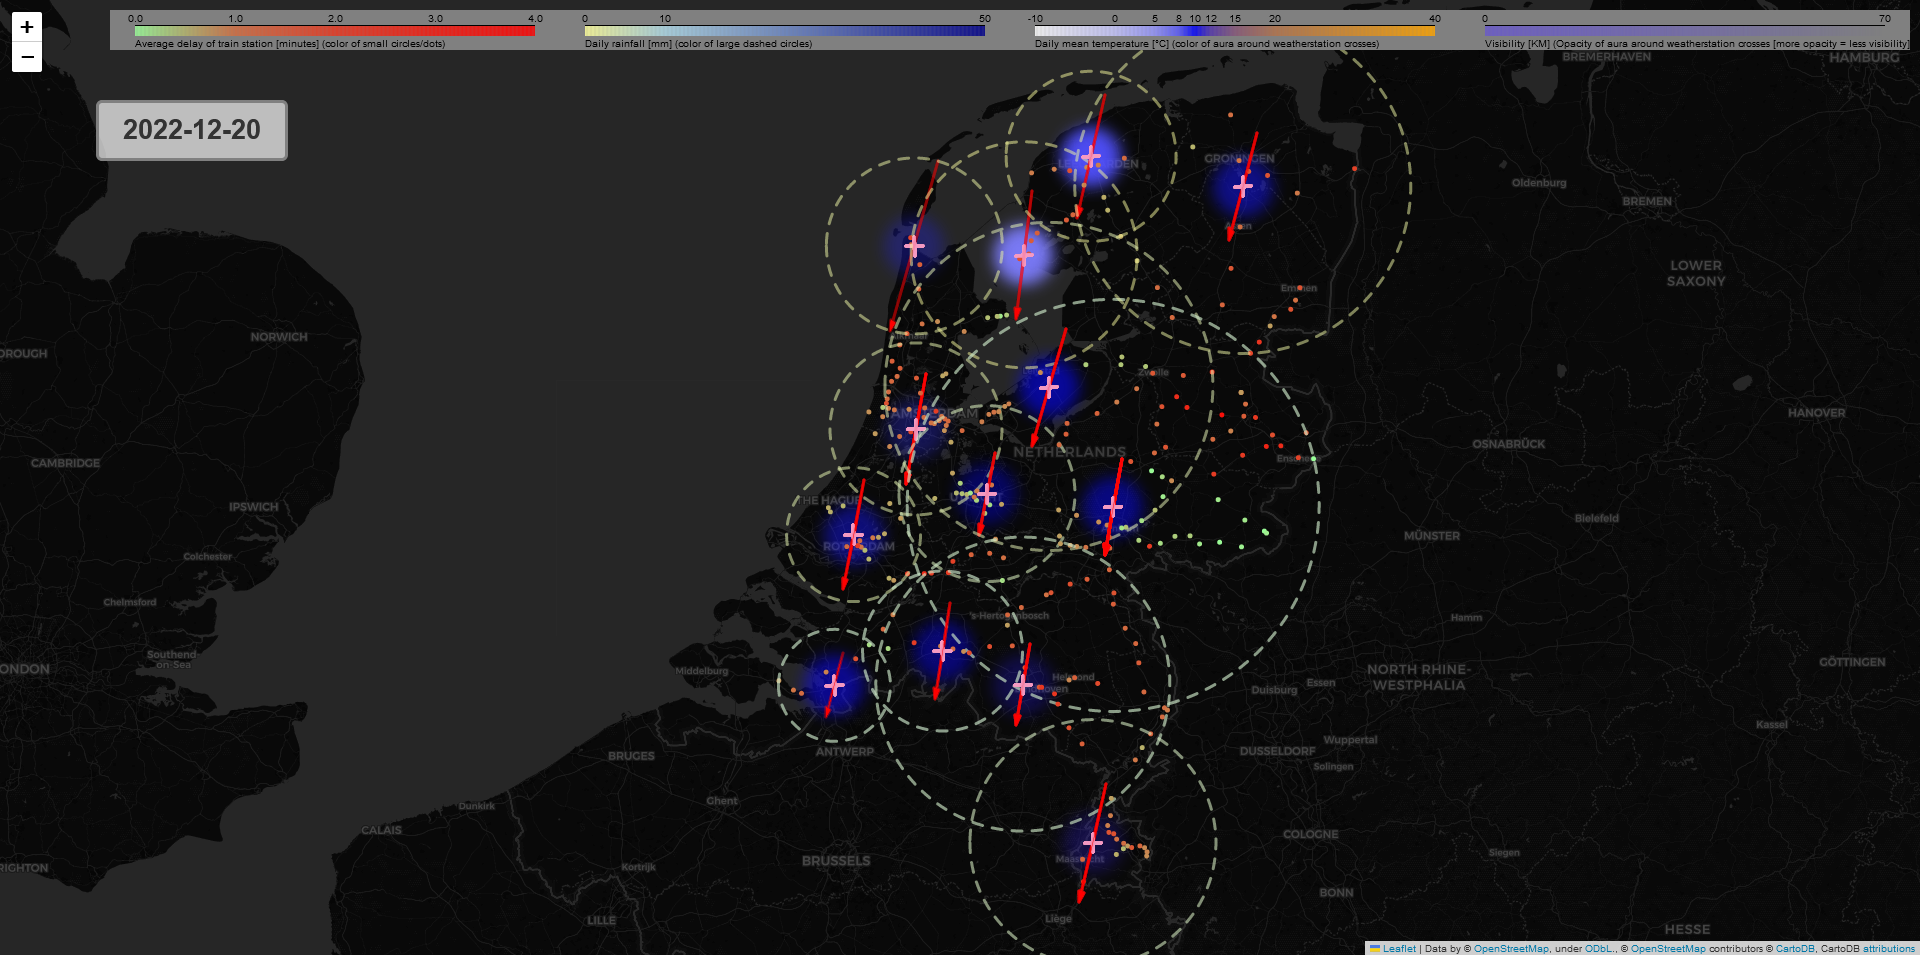 +
−
0.0 1.0 2.0 3.0 4.0
Average delay of train station [minutes] (color of small circles/dots)
0 10 50
Daily rainfall [mm] (color of large dashed circles)
-10 0 5 8 10 12 15 20 40
Daily mean temperature [°C] (color of aura around weatherstation crosses)
0 70
Visibility [KM] (Opacity of aura around weatherstation crosses [more opacity = less visibility]
2022-12-20
BREMERHAVEN
HAMBURG
GRONINGEN
Oldenburg
BREMEN
Assen
LOWER
SAXONY
Emmen
NORWICH
OROUGH
Zwolle
AMSTERDAM
HANOVER
OSNABRÜCK
NETHERLANDS
CAMBRIDGE
THE HAGUE
IPSWICH
Bielefeld
MÜNSTER
ROTTERDAM
Colchester
Chelmsford
's-Hertogenbosch
Hamm
Southend
-on-Sea
ONDON
Middelburg
Helmond
NORTH RHINE-
WESTPHALIA
GÖTTINGEN
Essen
Duisburg
Kassel
BRUGES
ANTWERP
DUSSELDORF
Wuppertal
Solingen
Ghent
Dunkirk
CALAIS
COLOGNE
BRUSSELS
Maastricht
Siegen
RIGHTON
Kortrijk
BONN
LILLE
Liège
HESSE
Leaflet | Data by © OpenStreetMap, under ODbL., © OpenStreetMap contributors © CartoDB, CartoDB attributions